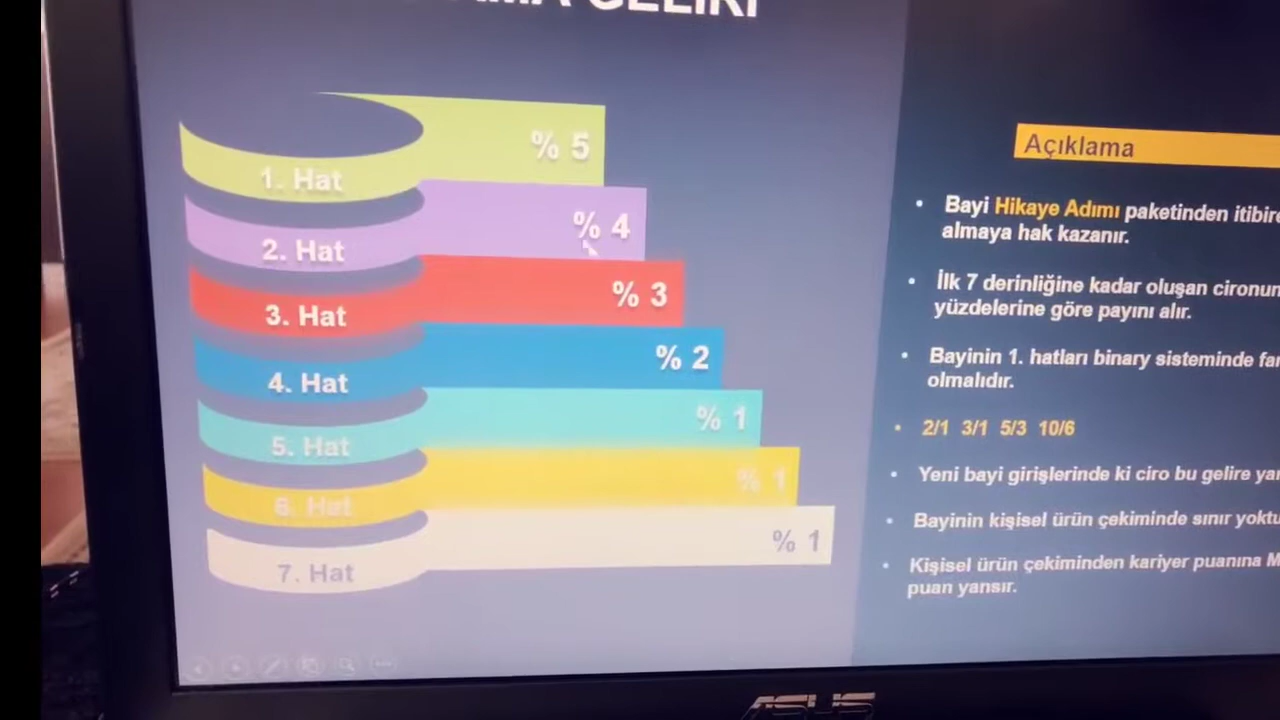 GELİRİ
% 5
1. Hat
% 4
2. Hat
% 3
3. Hat
% 2
4. Hat
% 1
5. Hat
% 1
6. Hat
% 1
7. Hat
Açıklama
• Bayi Hikaye Adımı paketinden
almaya hak kazanır.
• İlk 7 derinliğine kadar oluşan
yüzdelerine göre payını alır.
• Bayinin 1. hatları binary sisteminde
olmalıdır.
• 2/1 3/1 5/3 10/6
• Yeni bayi girişlerinde ki ciro bu gelire
• Bayinin kişisel ürün çekiminde sınır
• Kişisel ürün çekiminden kariyer puanına
puan yansır.
ASUS